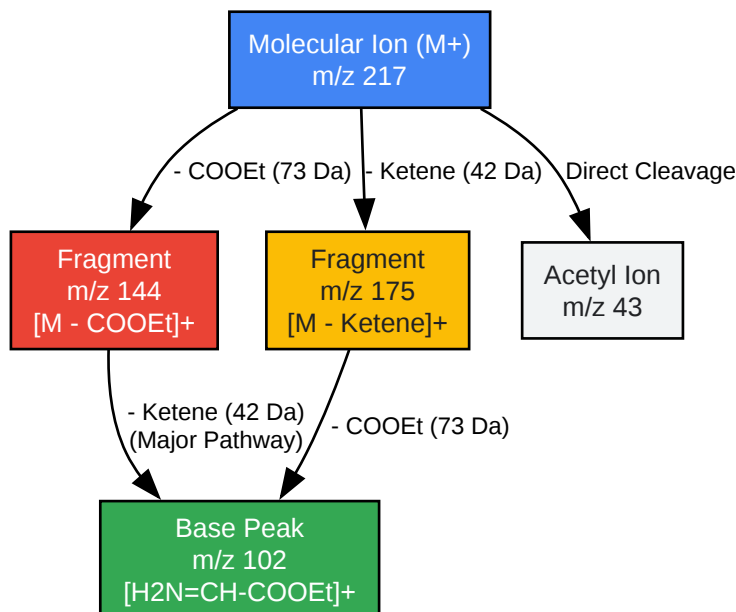 Molecular Ion (M+)
m/z 217
- COOEt (73 Da)
- Ketene (42 Da)
Direct Cleavage
Fragment
m/z 144
[M - COOEt]+
Fragment
m/z 175
[M - Ketene]+
Acetyl Ion
m/z 43
- Ketene (42 Da)
(Major Pathway)
- COOEt (73 Da)
Base Peak
m/z 102
[H2N=CH-COOEt]+